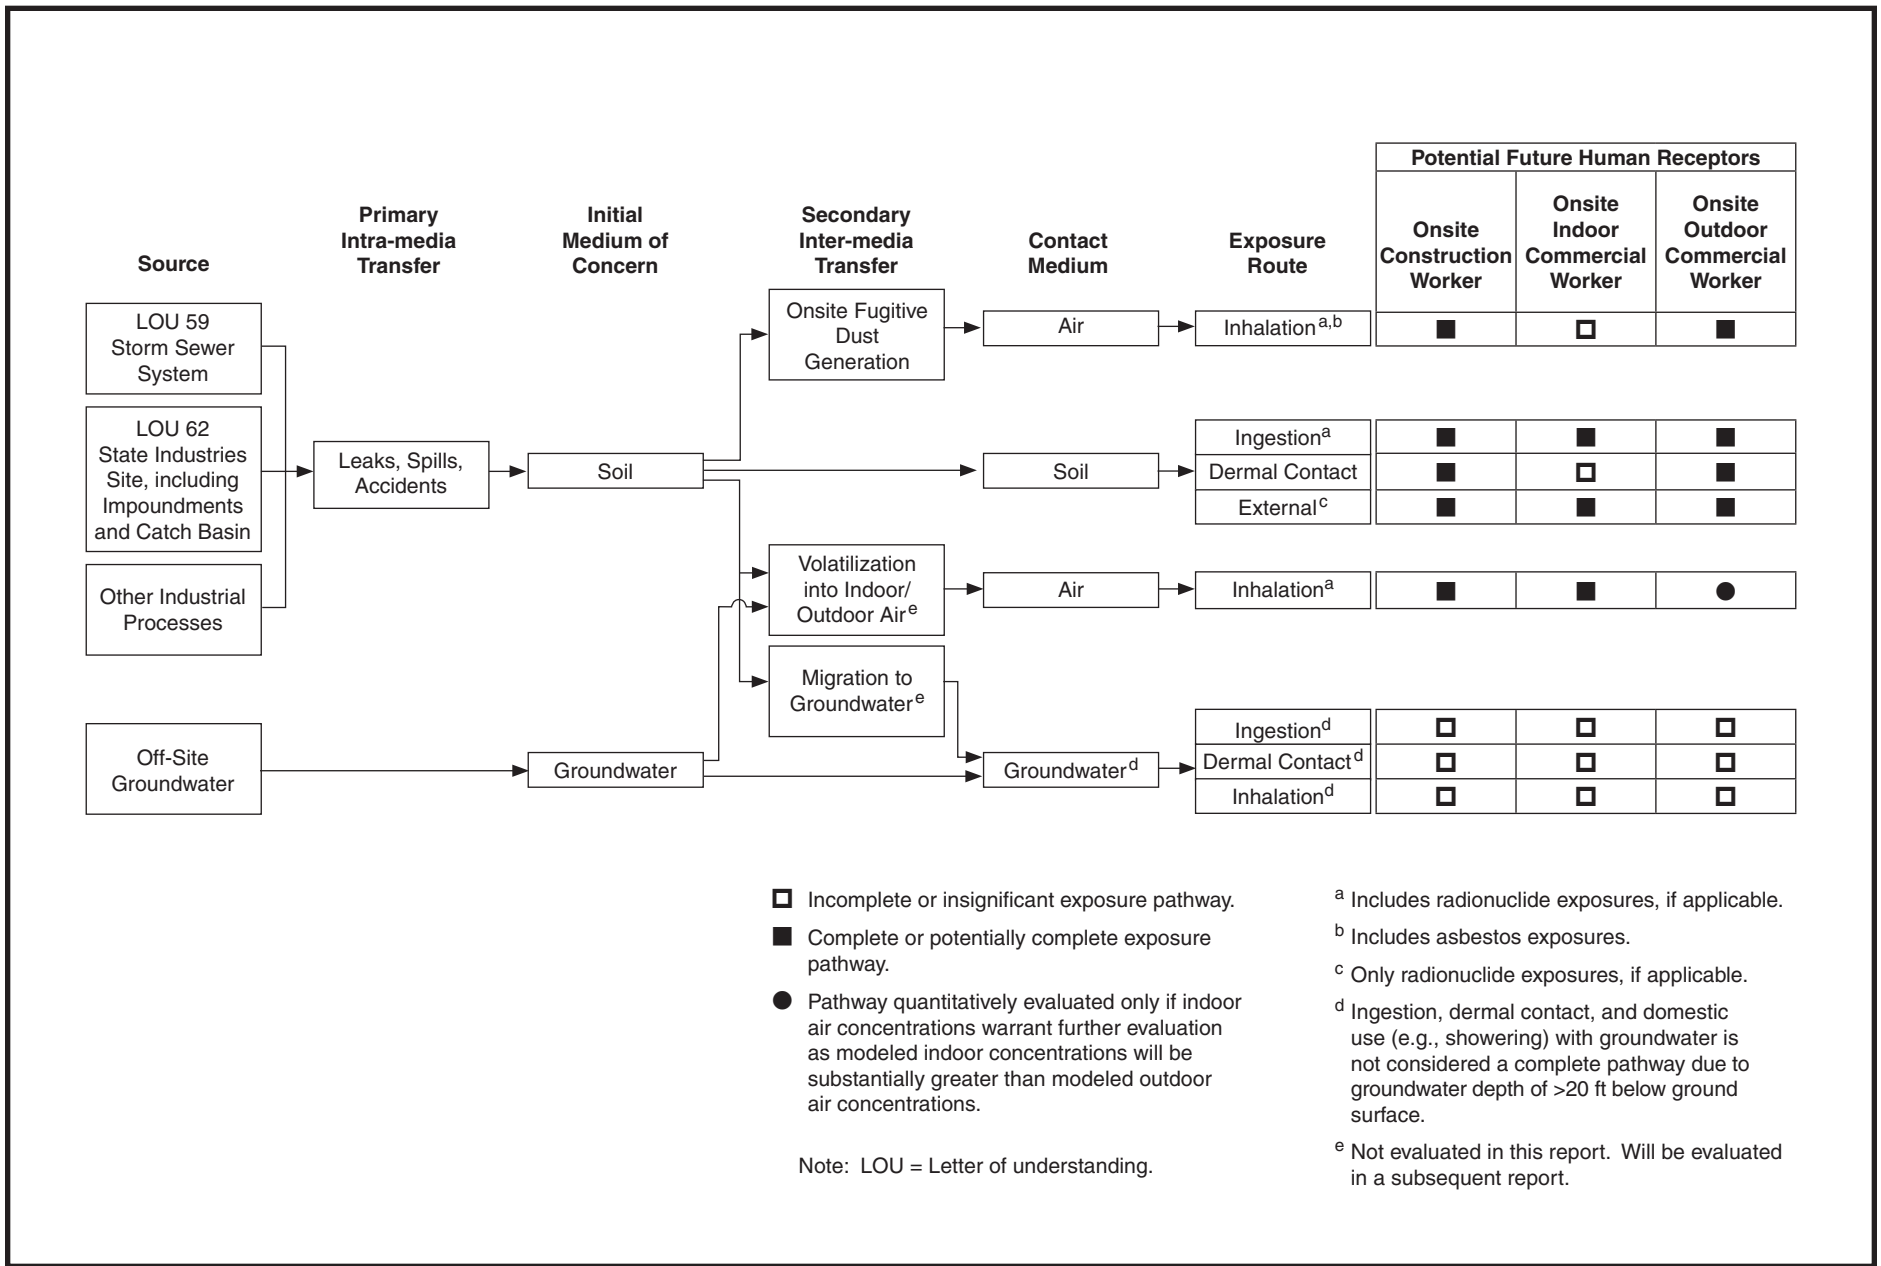 Potential Future Human Receptors
Source
Primary
Intra-media
Transfer
Initial
Medium of
Concern
Secondary
Inter-media
Transfer
Contact
Medium
Exposure
Route
Onsite
Construction
Worker
Onsite
Indoor
Commercial
Worker
Onsite
Outdoor
Commercial
Worker
LOU 59
Storm Sewer
System
LOU 62
State Industries
Site, including
Impoundments
and Catch Basin
Other Industrial
Processes
Off-Site
Groundwater
Leaks, Spills,
Accidents
Soil
Groundwater
Onsite Fugitive
Dust
Generation
Volatilization
into Indoor/
Outdoor Air e
Migration to
Groundwater e
Air
Soil
Air
Groundwater d
Inhalation a,b
Ingestion a
Dermal Contact
External c
Inhalation a
Ingestion d
Dermal Contact d
Inhalation d
Incomplete or insignificant exposure pathway.
Complete or potentially complete exposure
pathway.
Pathway quantitatively evaluated only if indoor
air concentrations warrant further evaluation
as modeled indoor concentrations will be
substantially greater than modeled outdoor
air concentrations.
Note: LOU = Letter of understanding.
a Includes radionuclide exposures, if applicable.
b Includes asbestos exposures.
c Only radionuclide exposures, if applicable.
d Ingestion, dermal contact, and domestic
use (e.g., showering) with groundwater is
not considered a complete pathway due to
groundwater depth of >20 ft below ground
surface.
e Not evaluated in this report. Will be evaluated
in a subsequent report.